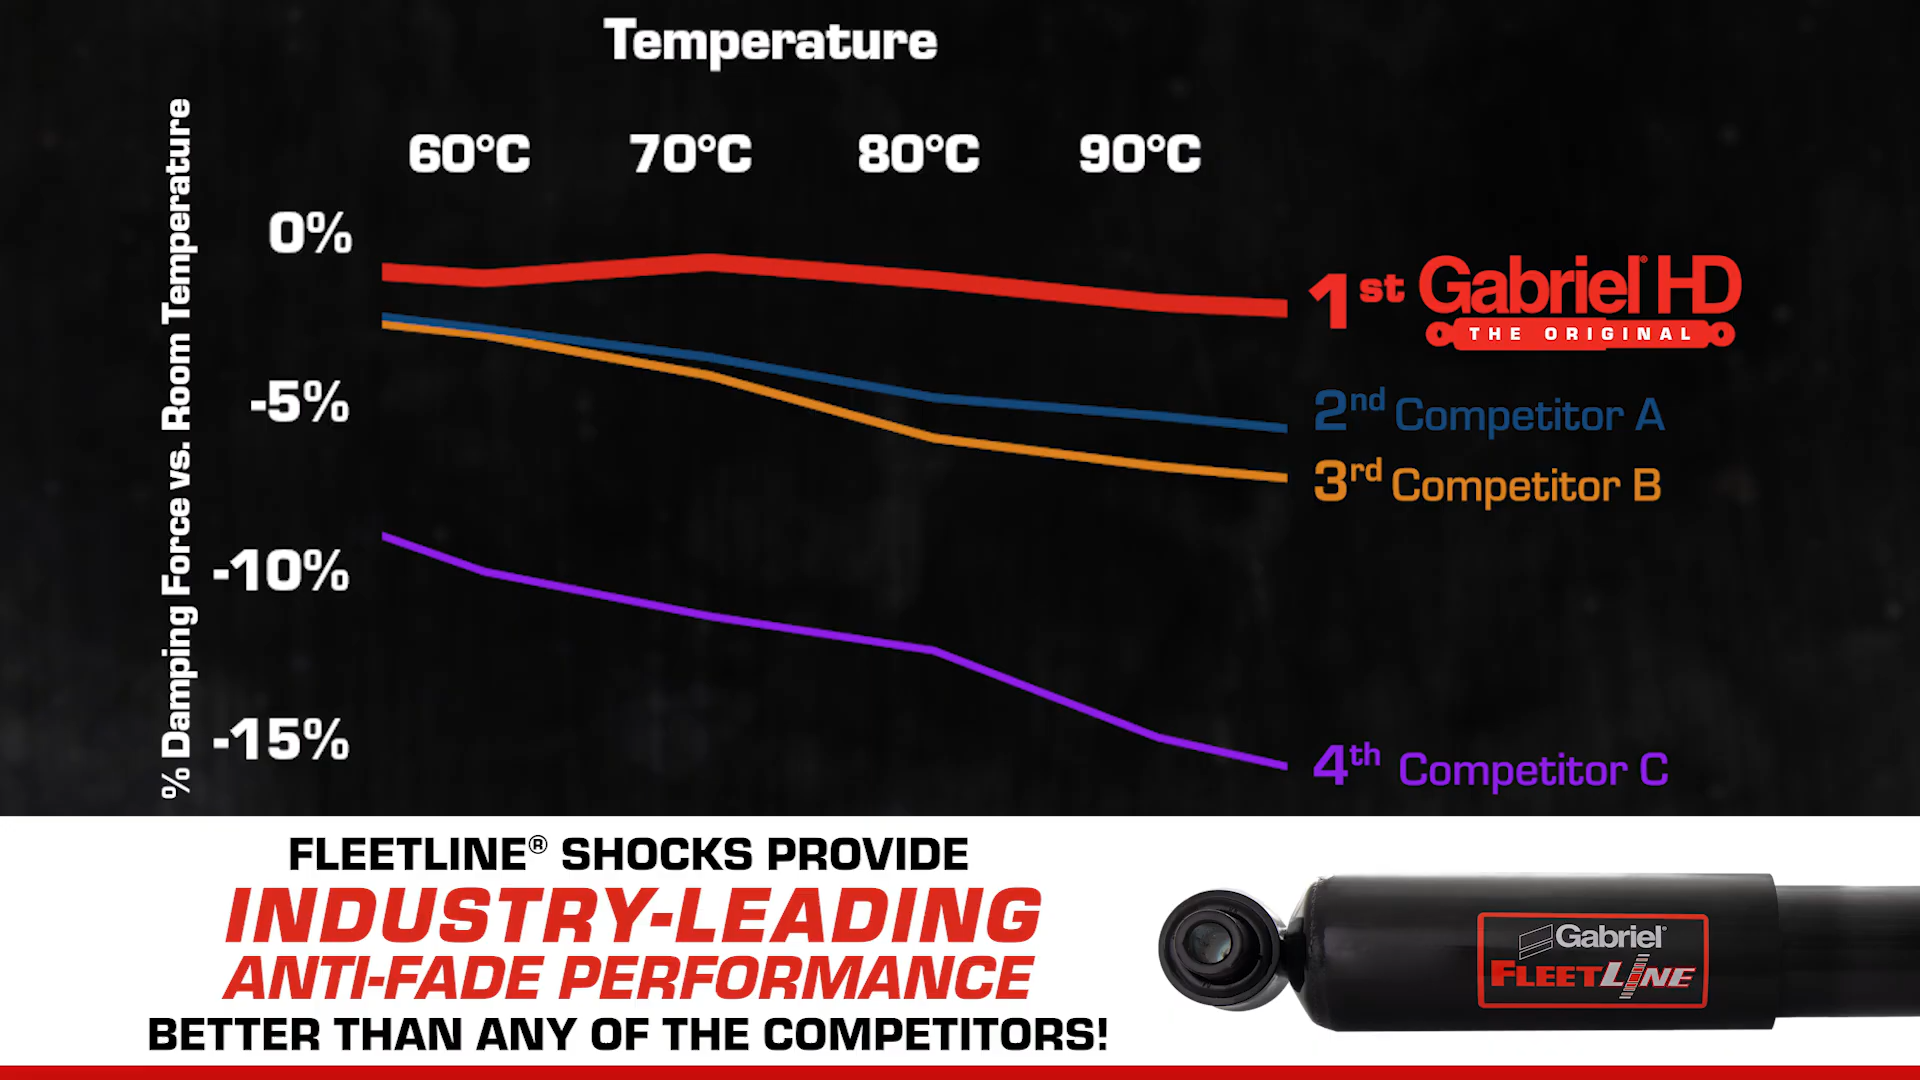 Temperature
60°C 70°C 80°C 90°C
% Damping Force vs. Room Temperature
0%
-5%
-10%
-15%
1st Gabriel® HD
THE ORIGINAL
2nd Competitor A
3rd Competitor B
4th Competitor C
FLEETLINE® SHOCKS PROVIDE
INDUSTRY-LEADING
ANTI-FADE PERFORMANCE
BETTER THAN ANY OF THE COMPETITORS!
Gabriel®
FLEETLINE